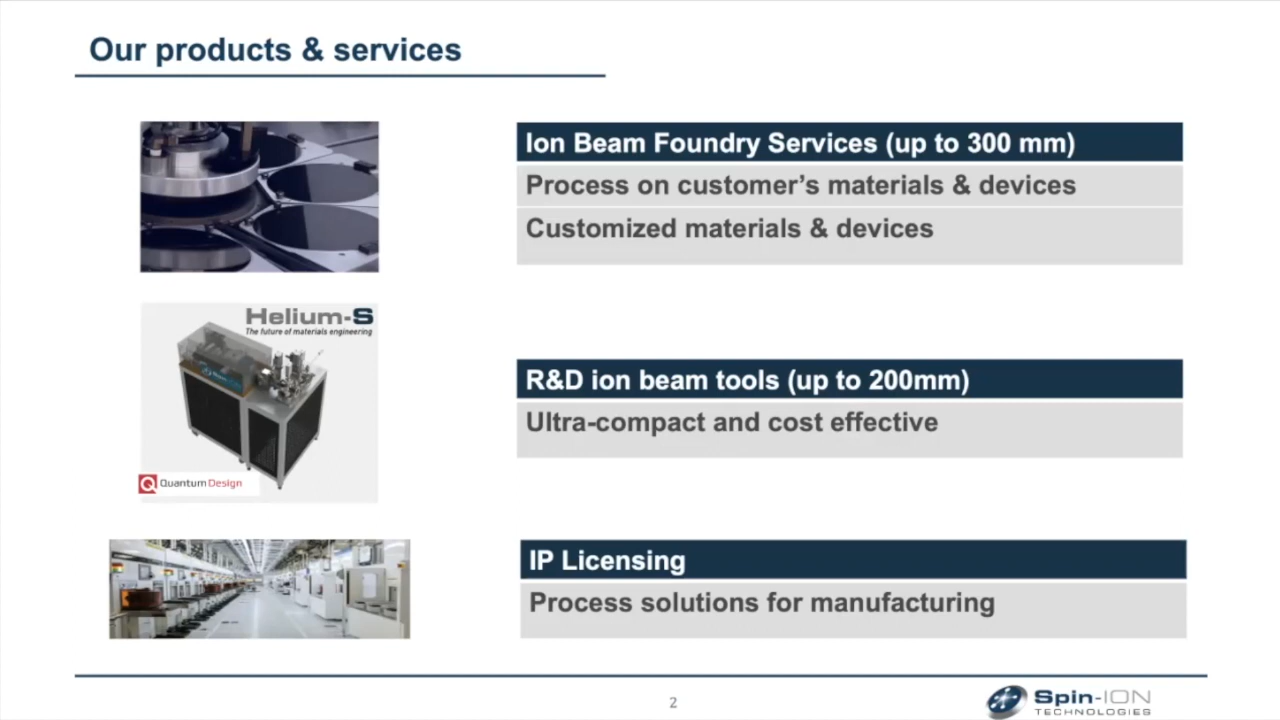 Our products & services
Ion Beam Foundry Services (up to 300 mm)
Process on customer’s materials & devices
Customized materials & devices
Helium-S
The future of materials engineering
Spin-ION
Quantum Design
R&D ion beam tools (up to 200mm)
Ultra-compact and cost effective
IP Licensing
Process solutions for manufacturing
2
Spin-ION
TECHNOLOGIES